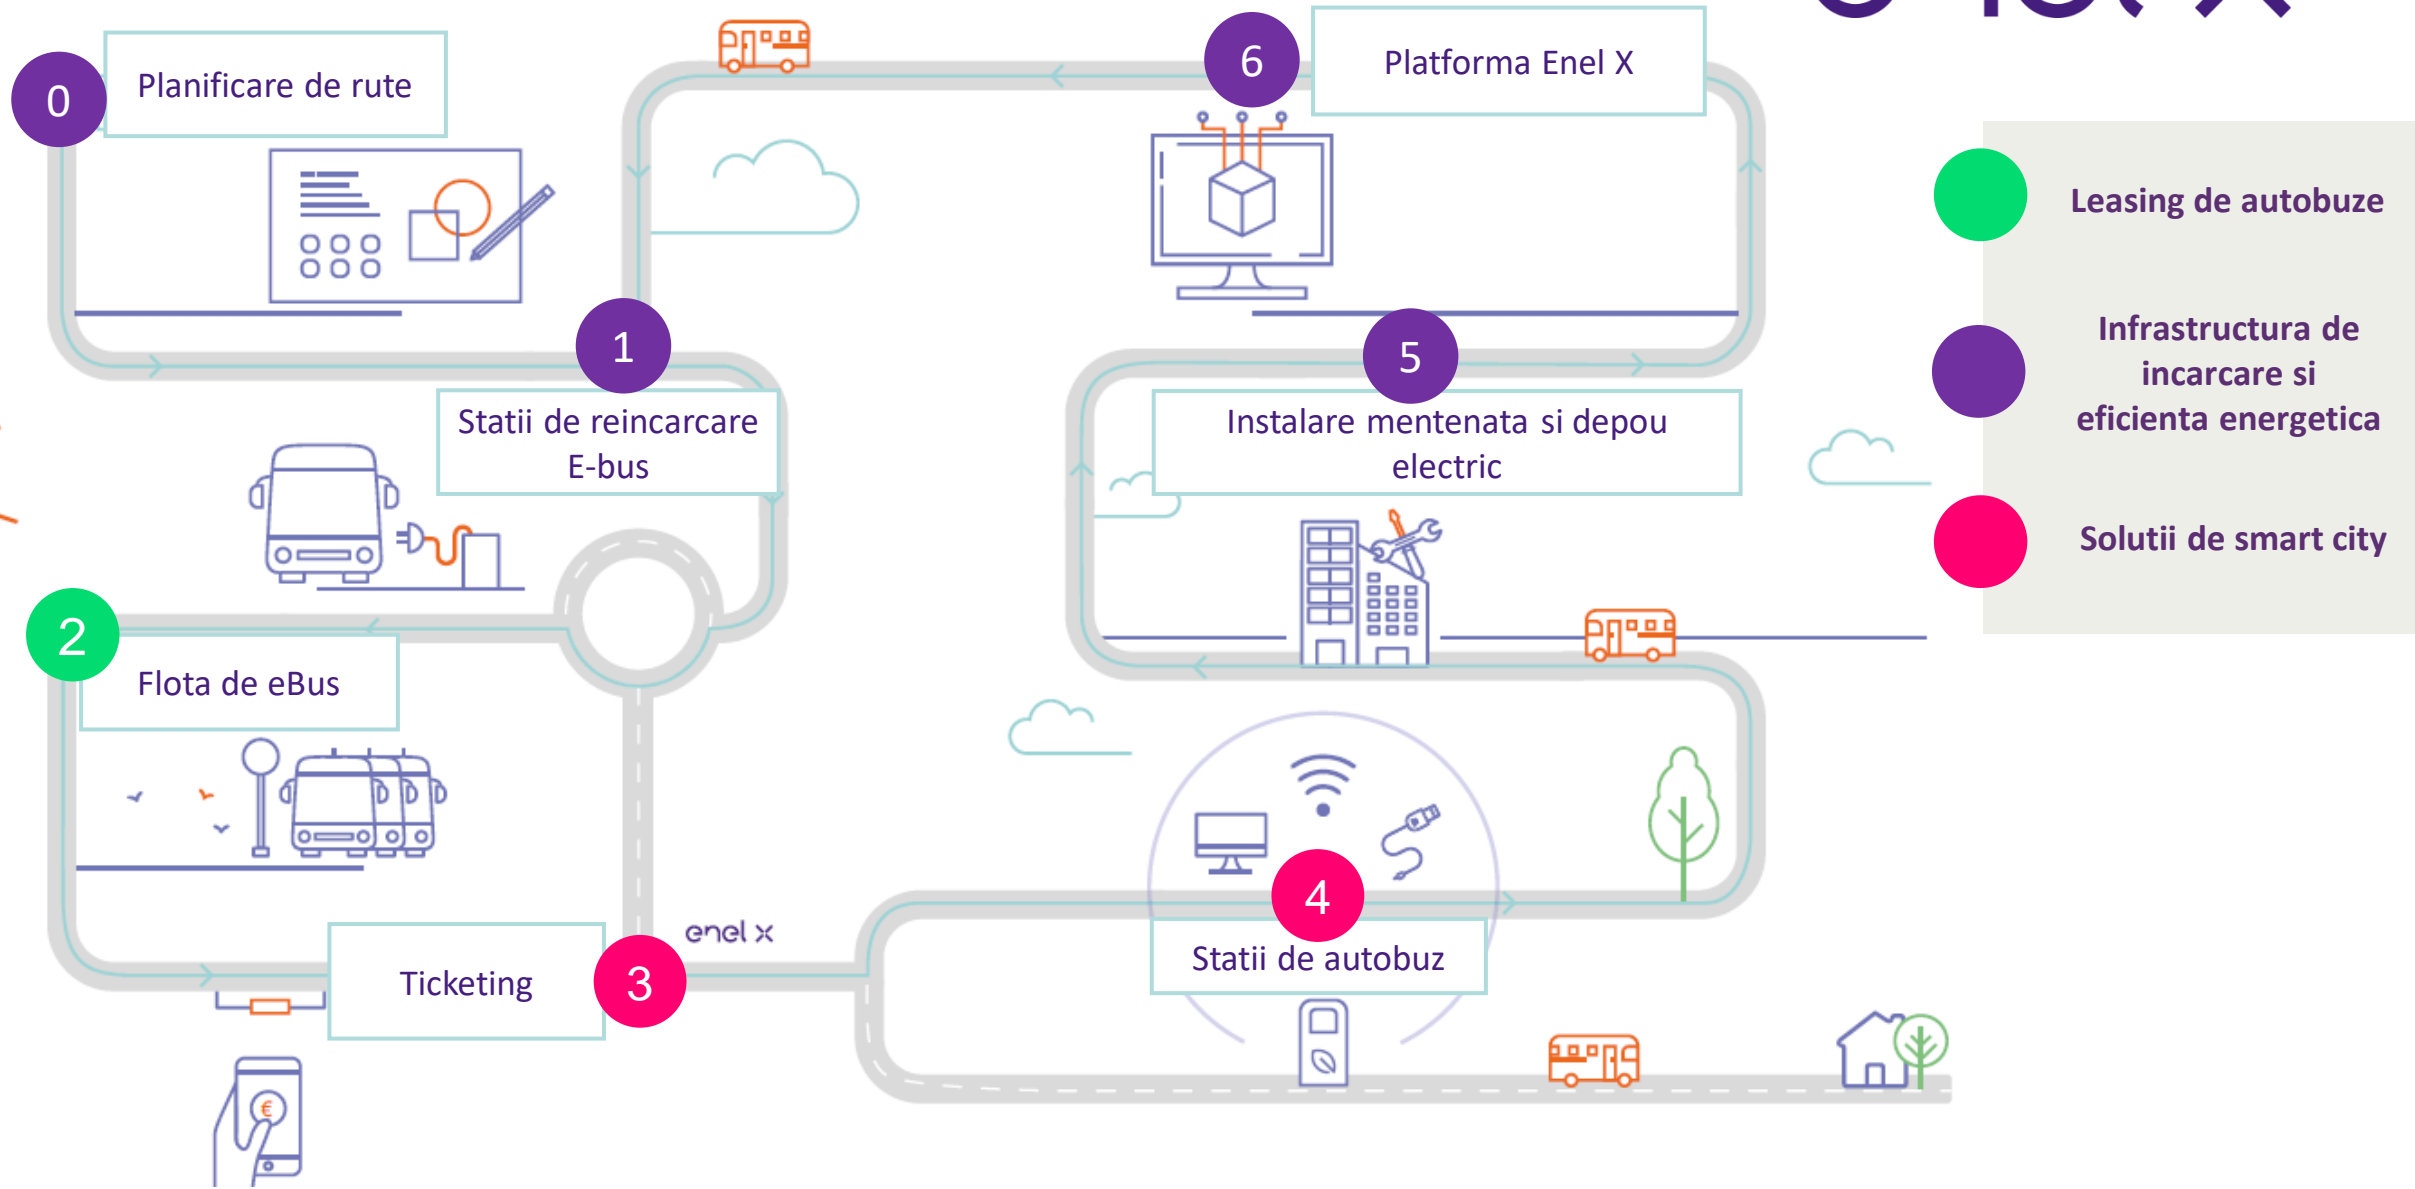 enel x
0
Planificare de rute
6
Platforma Enel X
Leasing de autobuze
1
Statii de reincarcare
E-bus
5
Instalare mentenata si depou
electric
Infrastructura de
incarcare si
eficienta energetica
Solutii de smart city
2
Flota de eBus
€
Ticketing
3
enel x
4
Statii de autobuz